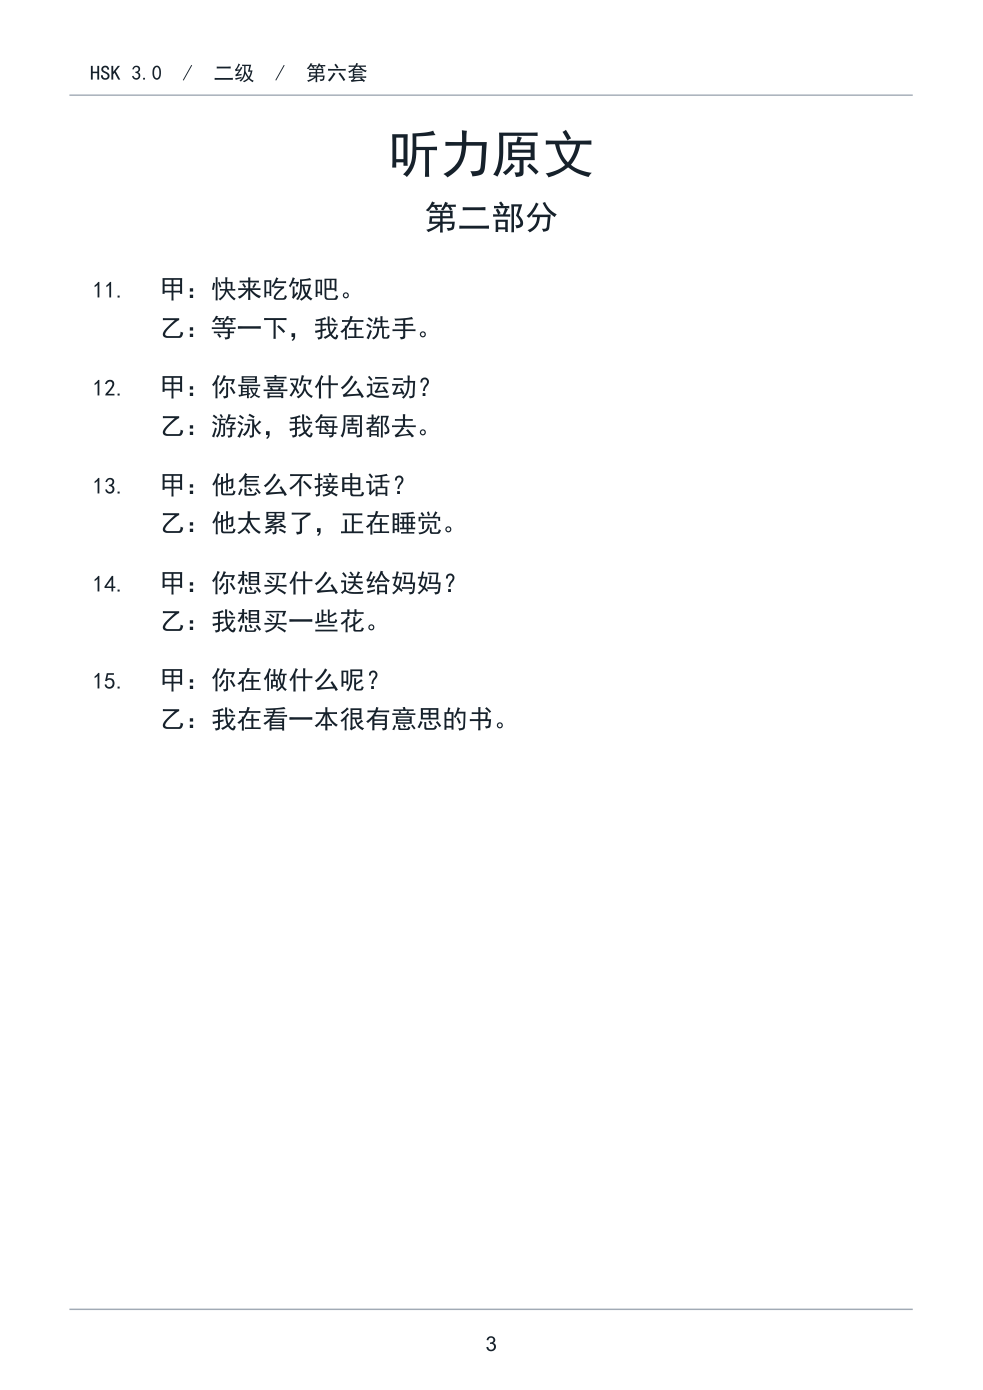 HSK 3.0 / 二级 / 第六套
听力原文
第二部分
11. 甲：快来吃饭吧。
乙：等一下，我在洗手。
12. 甲：你最喜欢什么运动？
乙：游泳，我每周都去。
13. 甲：他怎么不接电话？
乙：他太累了，正在睡觉。
14. 甲：你想买什么送给妈妈？
乙：我想买一些花。
15. 甲：你在做什么呢？
乙：我在看一本很有意思的书。
3